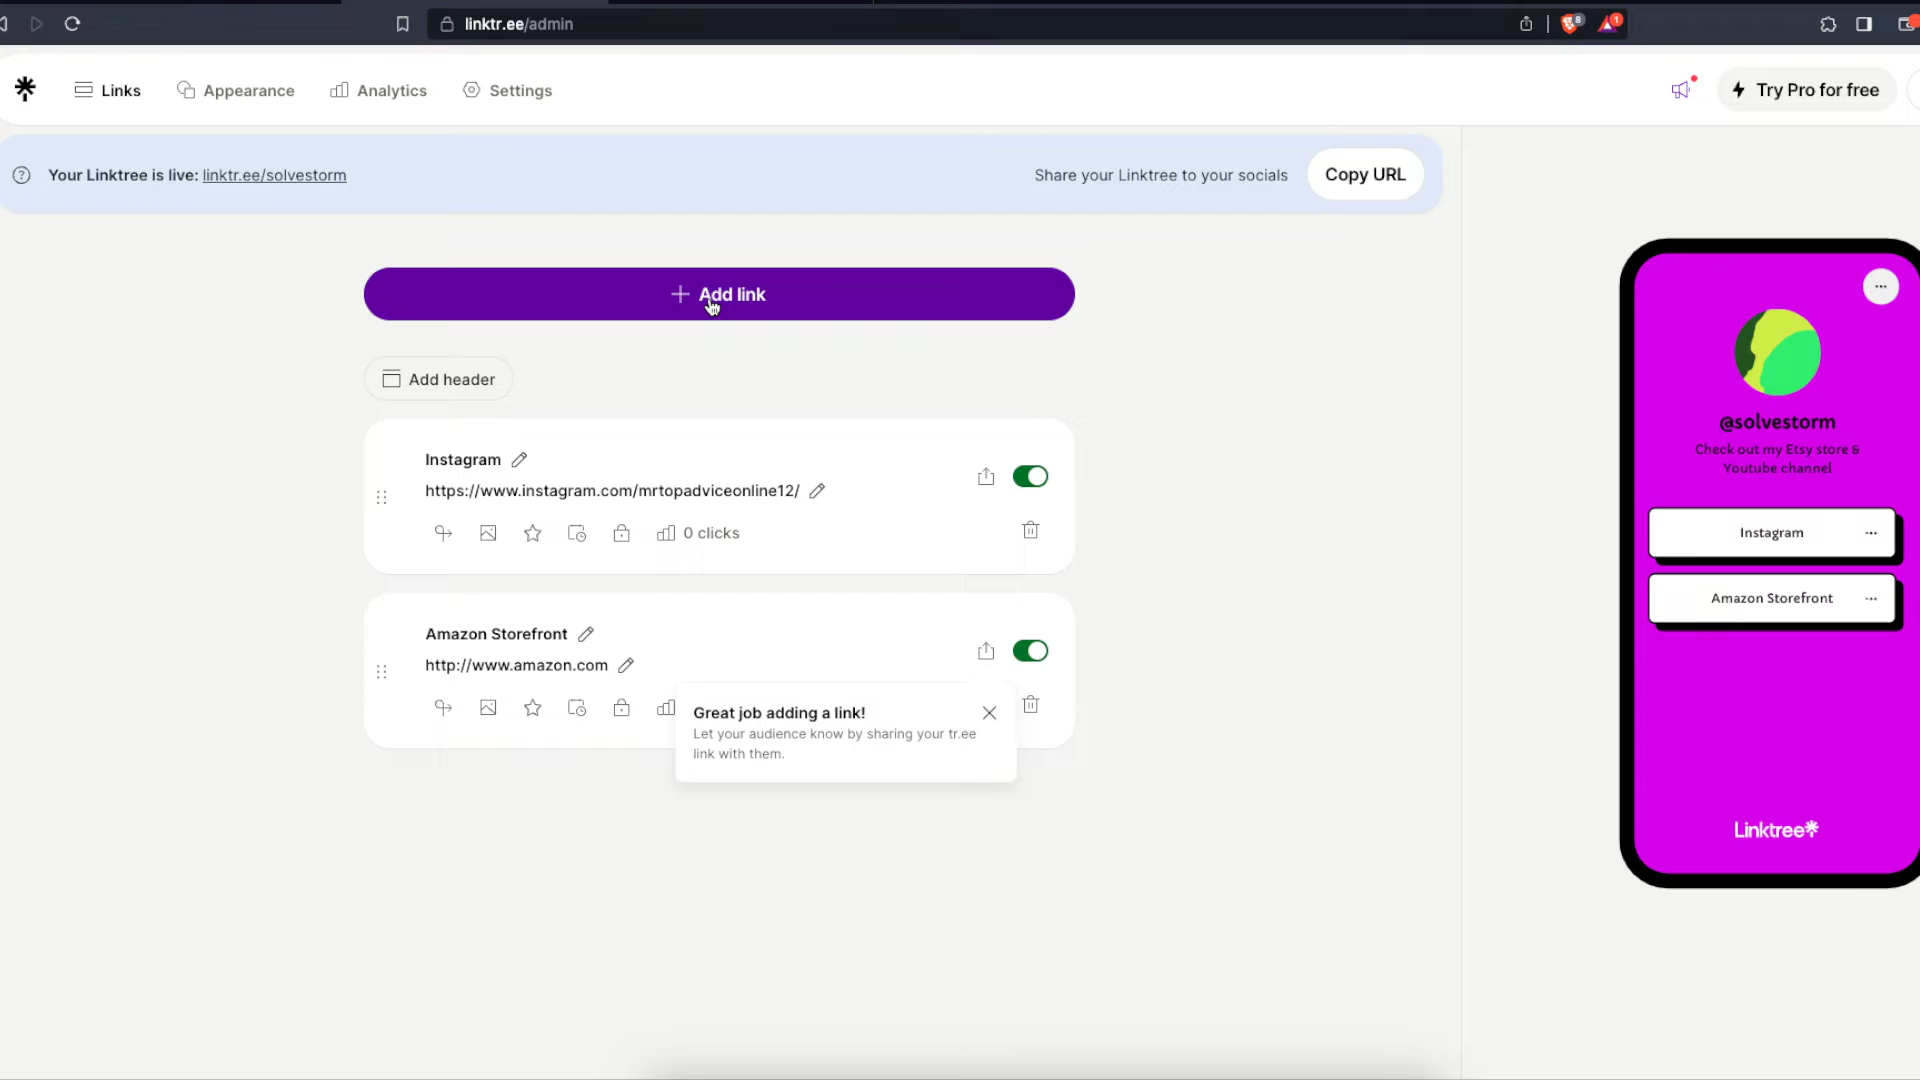 linktr.ee/admin
8
1
Links
Appearance
Analytics
Settings
Try Pro for free
Your Linktree is live: linktr.ee/solvestorm
Share your Linktree to your socials
Copy URL
Add link
Add header
Instagram
https://www.instagram.com/mrtopadviceonline12/
0 clicks
Amazon Storefront
http://www.amazon.com
Great job adding a link!
Let your audience know by sharing your tr.ee
link with them.
@solvestorm
Check out my Etsy store &
Youtube channel
Instagram
Amazon Storefront
Linktree